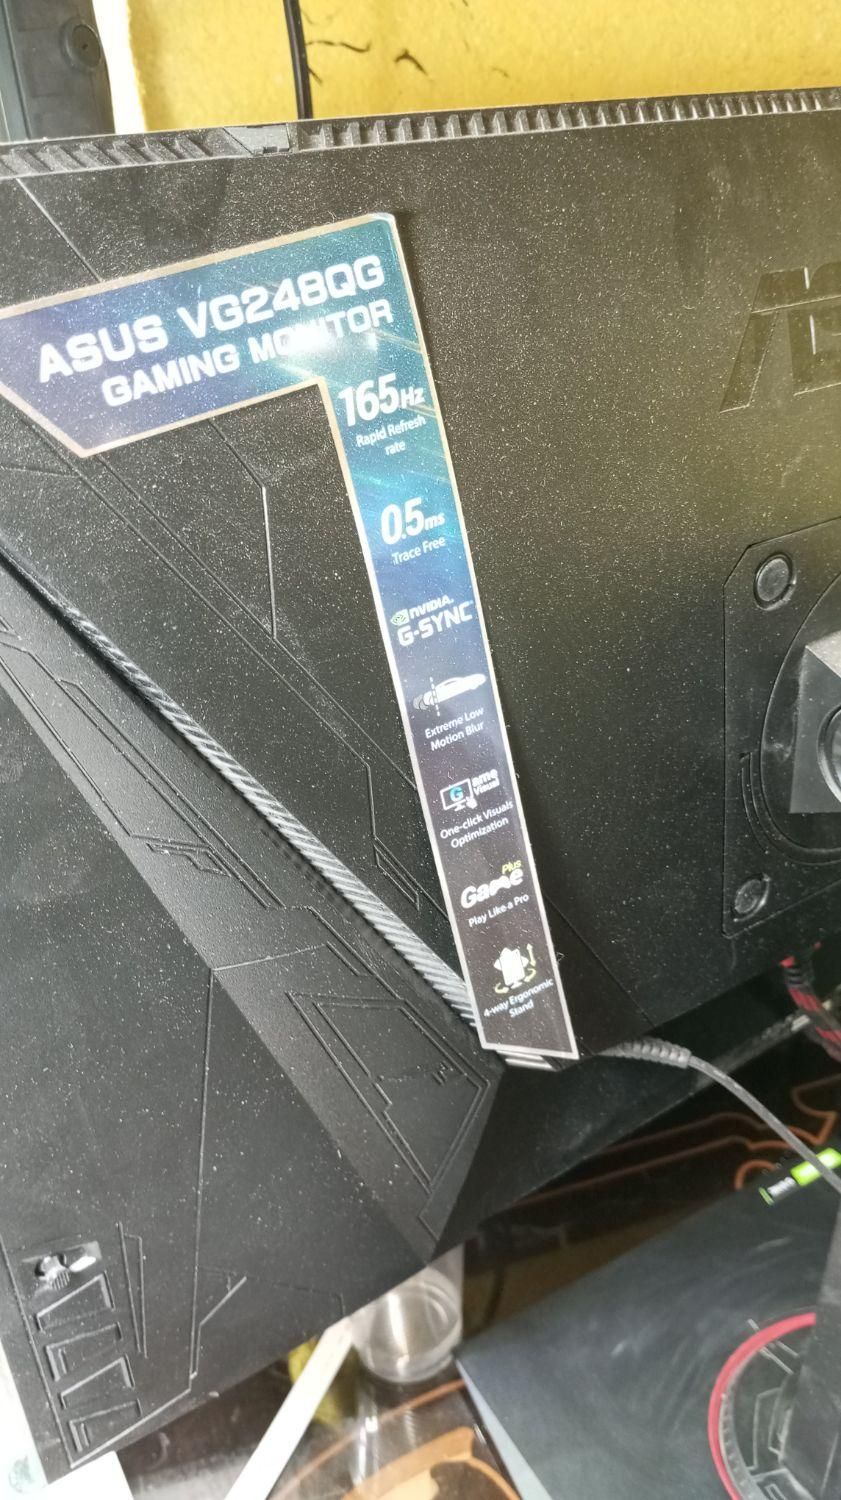 ASUS VG248QG
GAMING MONITOR
165Hz
Rapid Refresh
rate
0.5ms
Trace Free
NVIDIA.
G-SYNC
Extreme Low
Motion Blur
G ame
Visual
One-click Visuals
Optimization
Plus
Game
Play Like a Pro
4-way Ergonomic
Stand